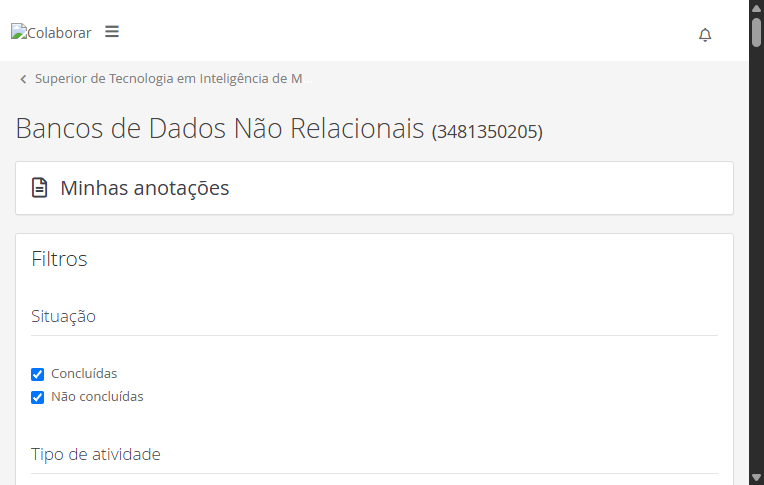 Colaborar
Superior de Tecnologia em Inteligência de M
Bancos de Dados Não Relacionais (3481350205)
Minhas anotações
Filtros
Situação
Concluídas
Não concluídas
Tipo de atividade